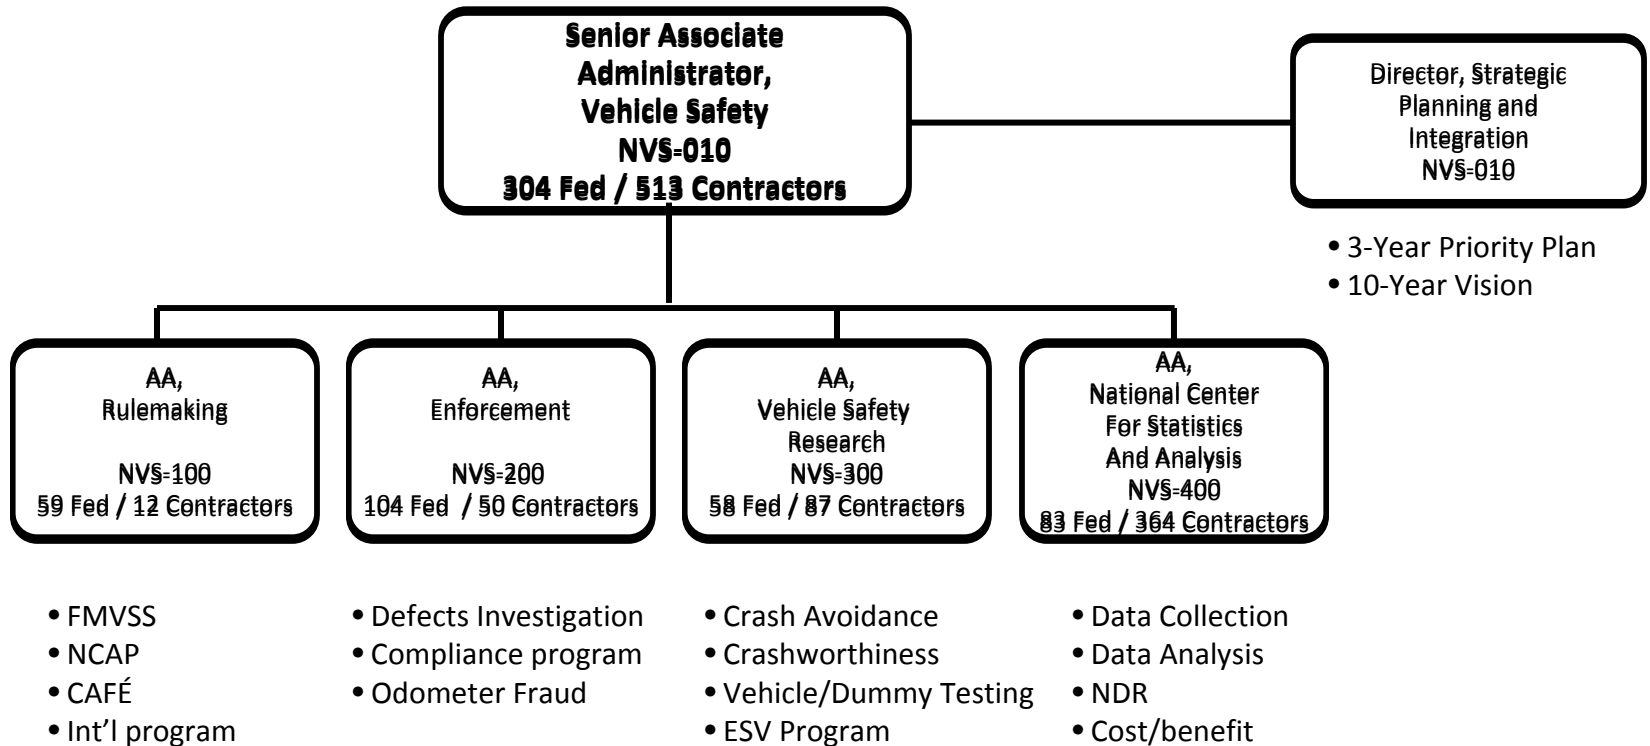 Senior Associate
Administrator,
Vehicle Safety
NVS-010
304 Fed / 513 Contractors
Director, Strategic
Planning and
Integration
NVS-010
• 3-Year Priority Plan
• 10-Year Vision
AA,
Rulemaking
NVS-100
59 Fed / 12 Contractors
AA,
Enforcement
NVS-200
104 Fed / 50 Contractors
AA,
Vehicle Safety
Research
NVS-300
58 Fed / 87 Contractors
AA,
National Center
For Statistics
And Analysis
NVS-400
83 Fed / 364 Contractors
• FMVSS
• NCAP
• CAFÉ
• Int’l program
• Defects Investigation
• Compliance program
• Odometer Fraud
• Crash Avoidance
• Crashworthiness
• Vehicle/Dummy Testing
• ESV Program
• Data Collection
• Data Analysis
• NDR
• Cost/benefit